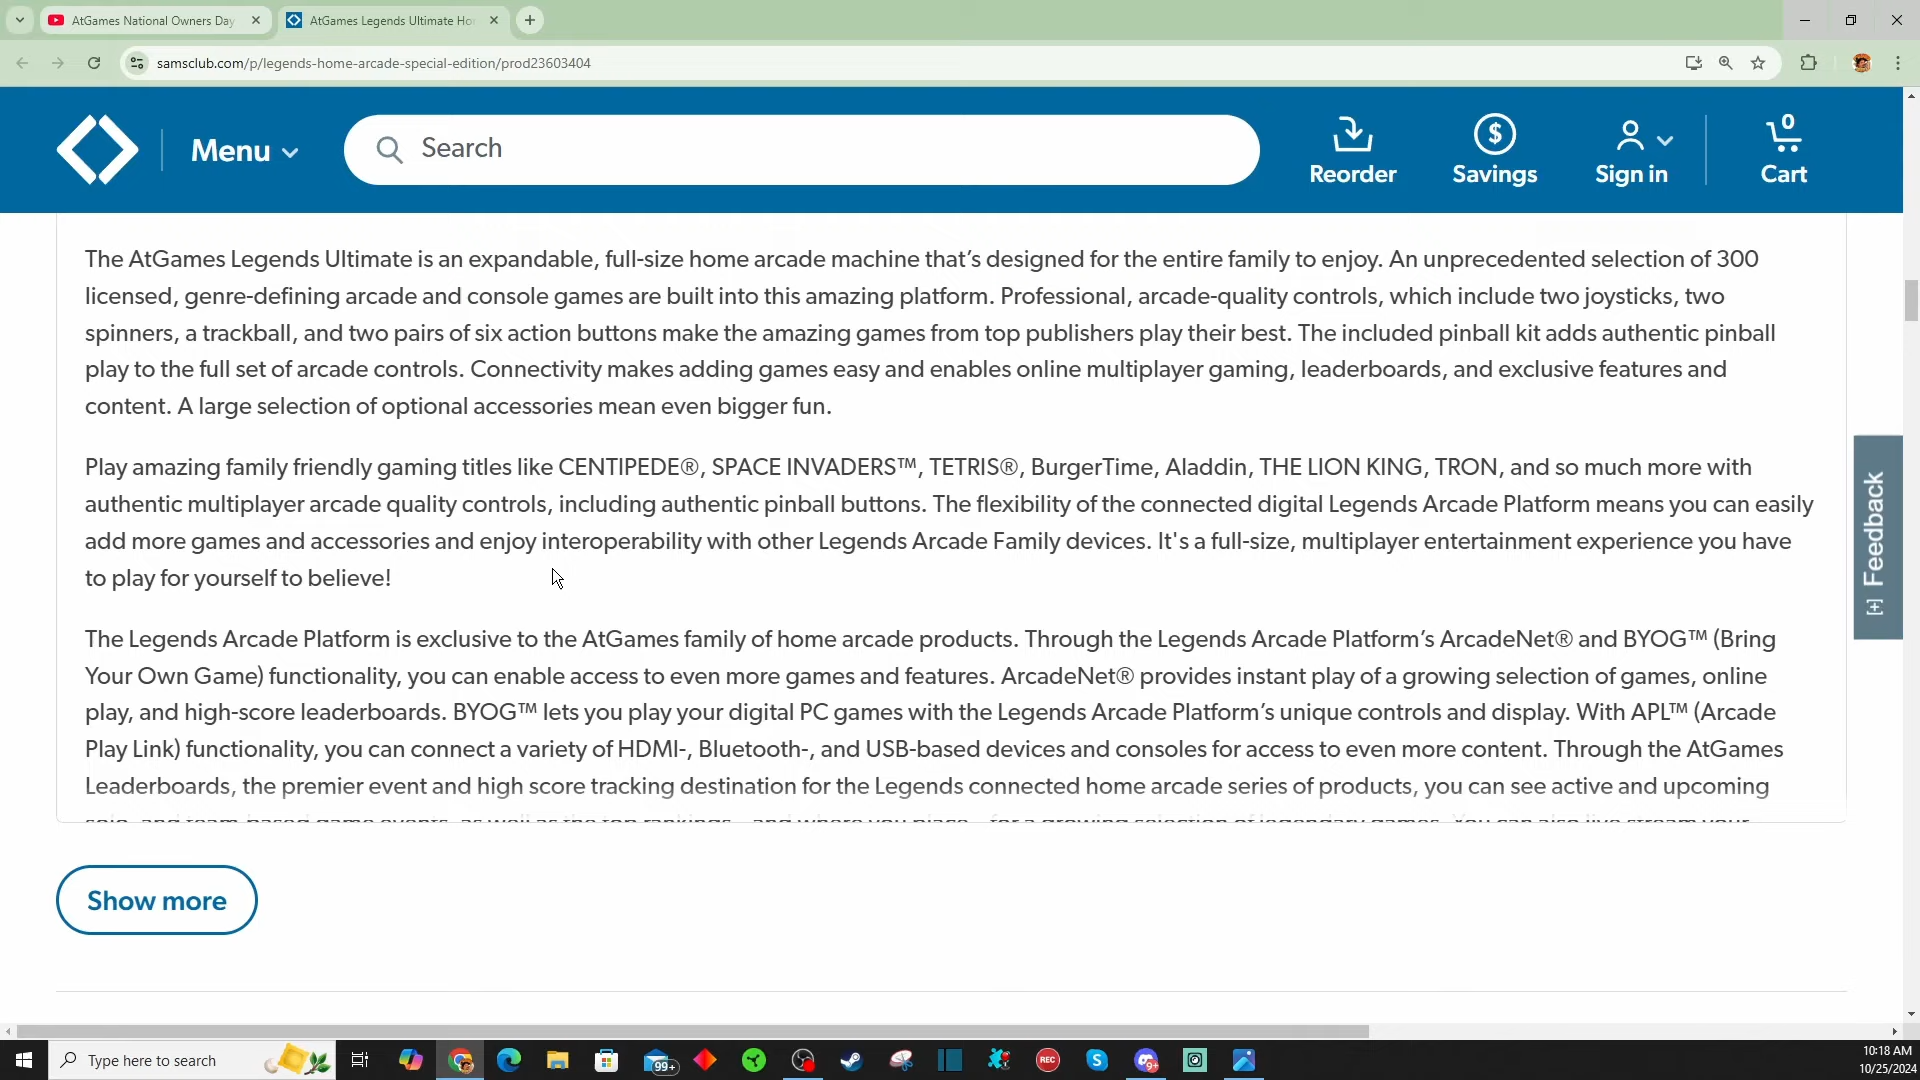 AtGames National Owners Day
AtGames Legends Ultimate Ho
samsclub.com/p/legends-home-arcade-special-edition/prod23603404
Menu
Search
Reorder
$
Savings
Sign in
0
Cart
The AtGames Legends Ultimate is an expandable, full-size home arcade machine that’s designed for the entire family to enjoy. An unprecedented selection of 300
licensed, genre-defining arcade and console games are built into this amazing platform. Professional, arcade-quality controls, which include two joysticks, two
spinners, a trackball, and two pairs of six action buttons make the amazing games from top publishers play their best. The included pinball kit adds authentic pinball
play to the full set of arcade controls. Connectivity makes adding games easy and enables online multiplayer gaming, leaderboards, and exclusive features and
content. A large selection of optional accessories mean even bigger fun.
Play amazing family friendly gaming titles like CENTIPEDE®, SPACE INVADERS™, TETRIS®, BurgerTime, Aladdin, THE LION KING, TRON, and so much more with
authentic multiplayer arcade quality controls, including authentic pinball buttons. The flexibility of the connected digital Legends Arcade Platform means you can easily
add more games and accessories and enjoy interoperability with other Legends Arcade Family devices. It's a full-size, multiplayer entertainment experience you have
to play for yourself to believe!
The Legends Arcade Platform is exclusive to the AtGames family of home arcade products. Through the Legends Arcade Platform’s ArcadeNet® and BYOG™ (Bring
Your Own Game) functionality, you can enable access to even more games and features. ArcadeNet® provides instant play of a growing selection of games, online
play, and high-score leaderboards. BYOG™ lets you play your digital PC games with the Legends Arcade Platform’s unique controls and display. With APL™ (Arcade
Play Link) functionality, you can connect a variety of HDMI-, Bluetooth-, and USB-based devices and consoles for access to even more content. Through the AtGames
Leaderboards, the premier event and high score tracking destination for the Legends connected home arcade series of products, you can see active and upcoming
[+] Feedback
Show more
Type here to search
99+
REC
S
9+
10:18 AM
10/25/2024